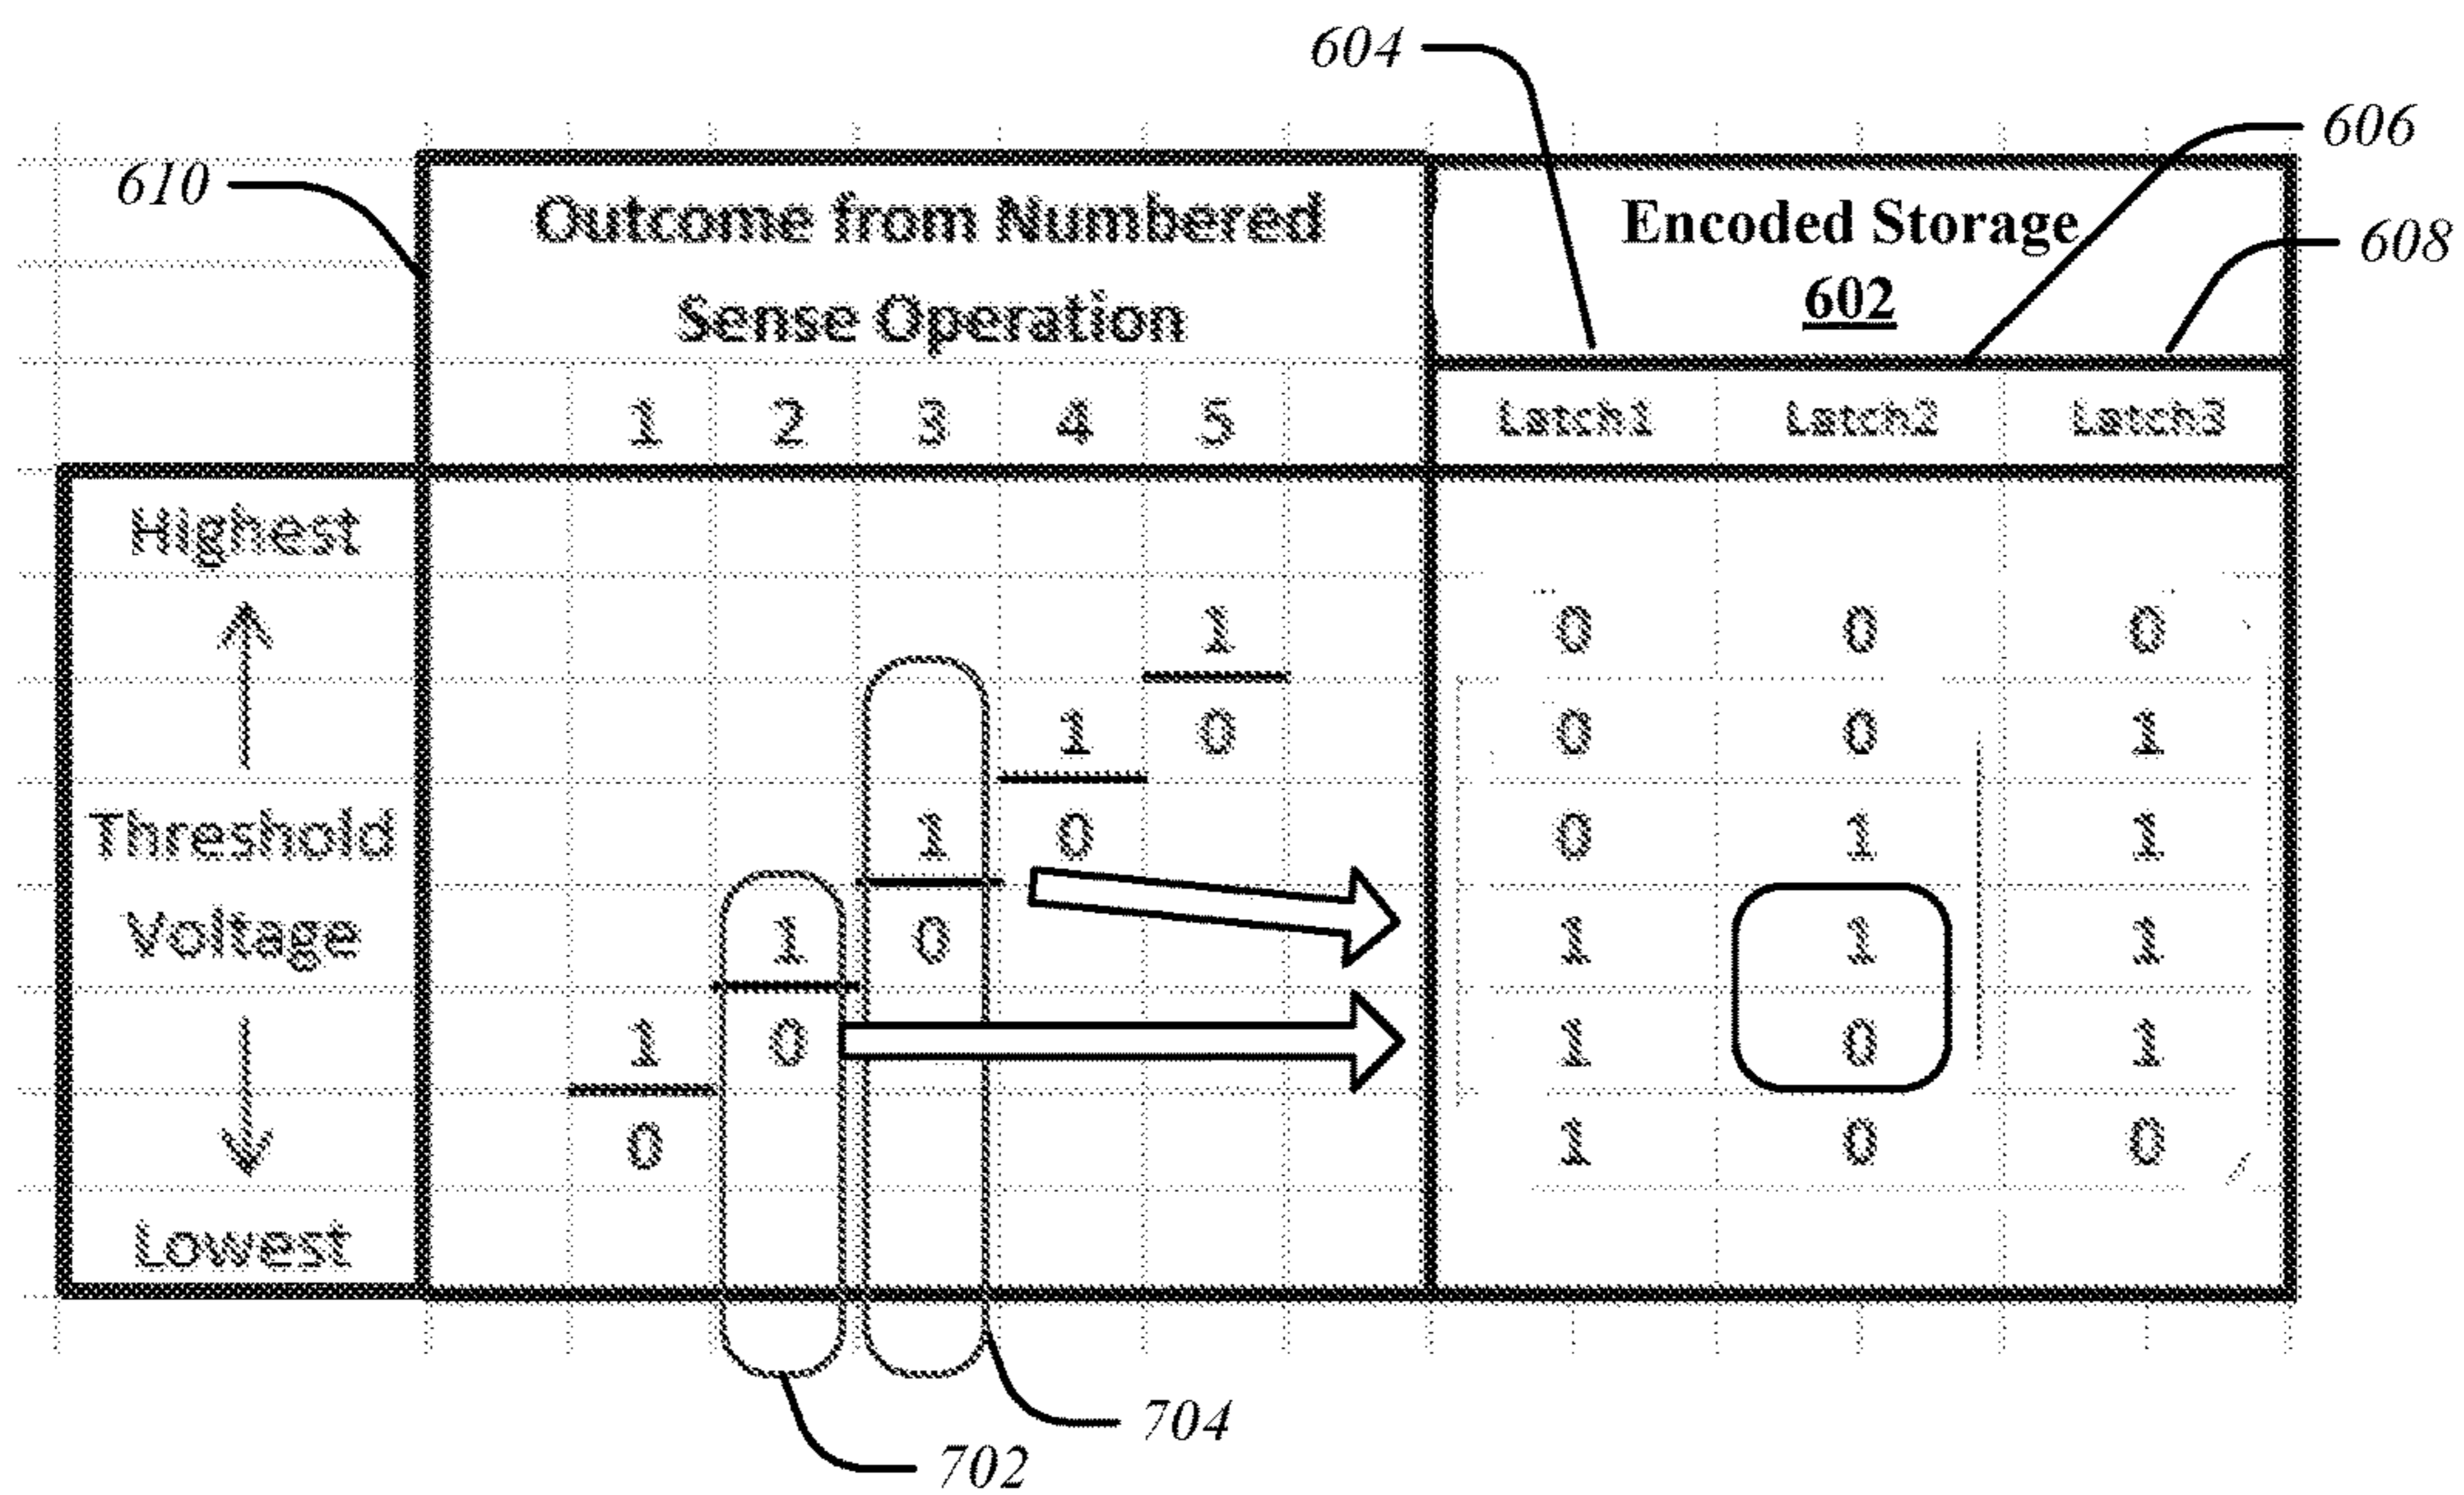 604
606
610
608
Outcome from Numbered
Sense Operation
Encoded Storage
602
1 2 3 4 5
Latch1 Latch2 Latch3
Highest
1 0 0 0
1 0 0 0 1
Threshold 1 0 0 1 1
Voltage 1 0 1 1 1
1 0 1 0 1
0 1 0 0
Lowest
704
702